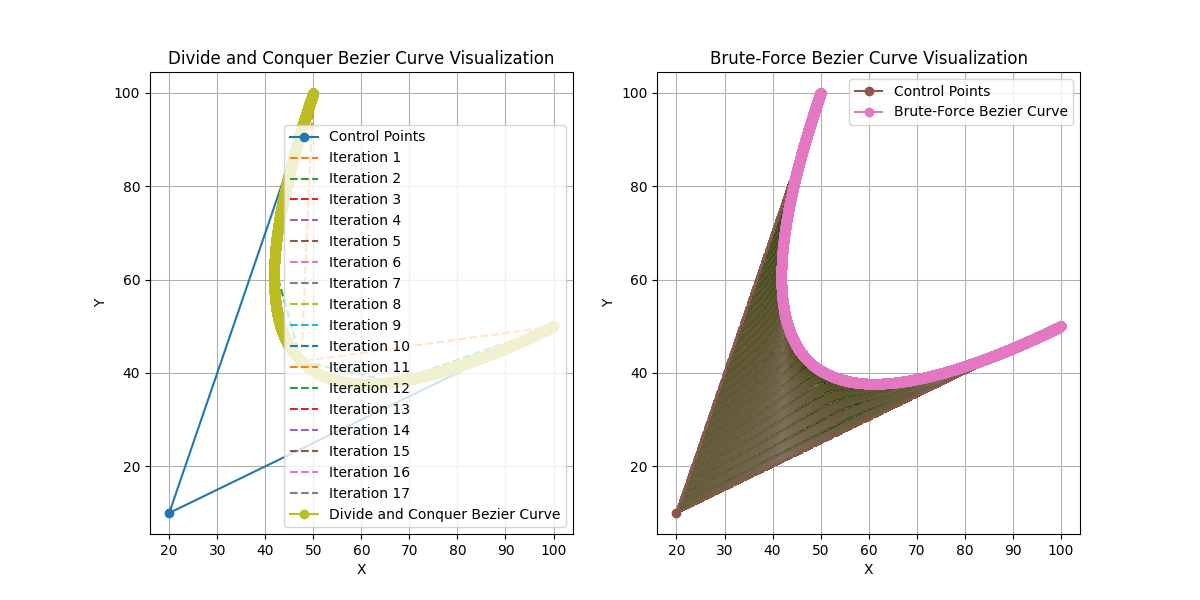 Divide and Conquer Bezier Curve Visualization
Y
100
80
60
40
20
20 30 40 50 60 70 80 90 100
X
Control Points
Iteration 1
Iteration 2
Iteration 3
Iteration 4
Iteration 5
Iteration 6
Iteration 7
Iteration 8
Iteration 9
Iteration 10
Iteration 11
Iteration 12
Iteration 13
Iteration 14
Iteration 15
Iteration 16
Iteration 17
Divide and Conquer Bezier Curve
Brute-Force Bezier Curve Visualization
Y
100
80
60
40
20
20 30 40 50 60 70 80 90 100
X
Control Points
Brute-Force Bezier Curve